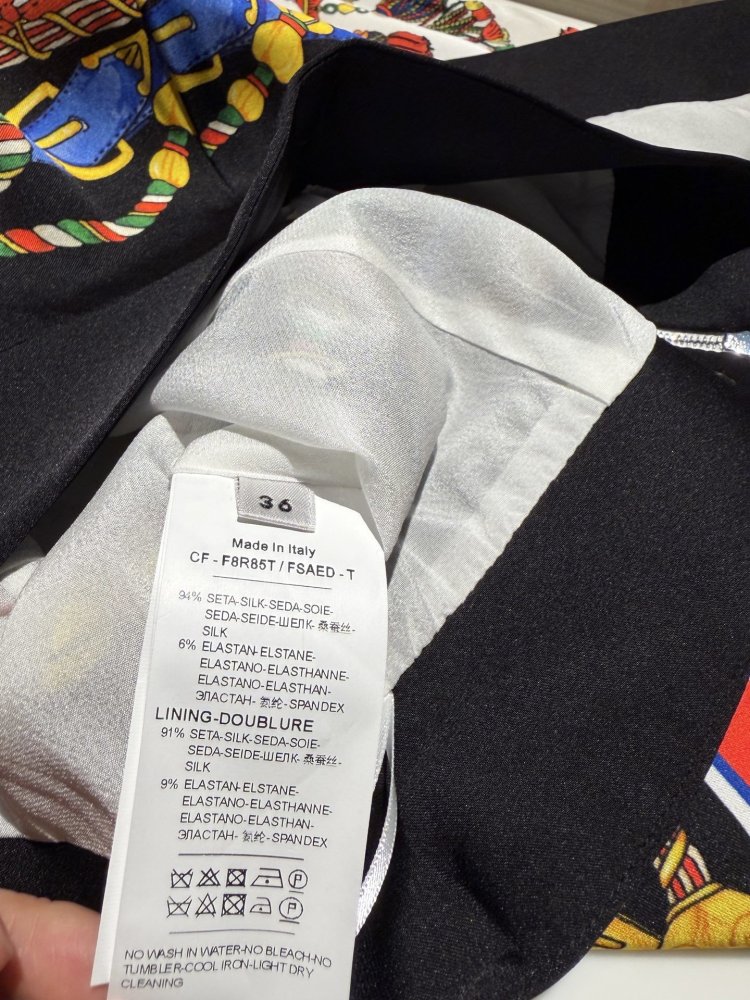 36
Made in Italy
CF - F8R85T / FSAED - T
94% SETA-SILK-SEDA-SOIE-
SEDA-SEIDE-ШЕЛК- 桑蚕丝-
SILK
6% ELASTAN-ELSTANE-
ELASTANO-ELASTHANNE-
ELASTANO-ELASTHAN-
ЭЛАСТАН- 氨纶-SPANDEX
LINING-DOUBLURE
91% SETA-SILK-SEDA-SOIE-
SEDA-SEIDE-ШЕЛК- 桑蚕丝-
SILK
9% ELASTAN-ELSTANE-
ELASTANO-ELASTHANNE-
ELASTANO-ELASTHAN-
ЭЛАСТАН- 氨纶-SPANDEX
P
P
NO WASH IN WATER-NO BLEACH-NO
TUMBLER-COOL IRON-LIGHT DRY
CLEANING